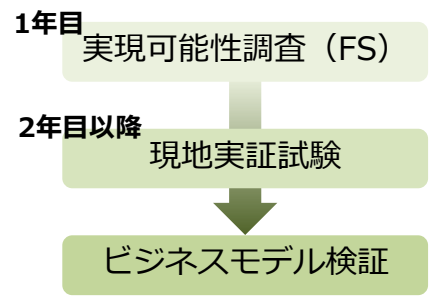 1年目
実現可能性調査（FS）
2年目以降
現地実証試験
ビジネスモデル検証